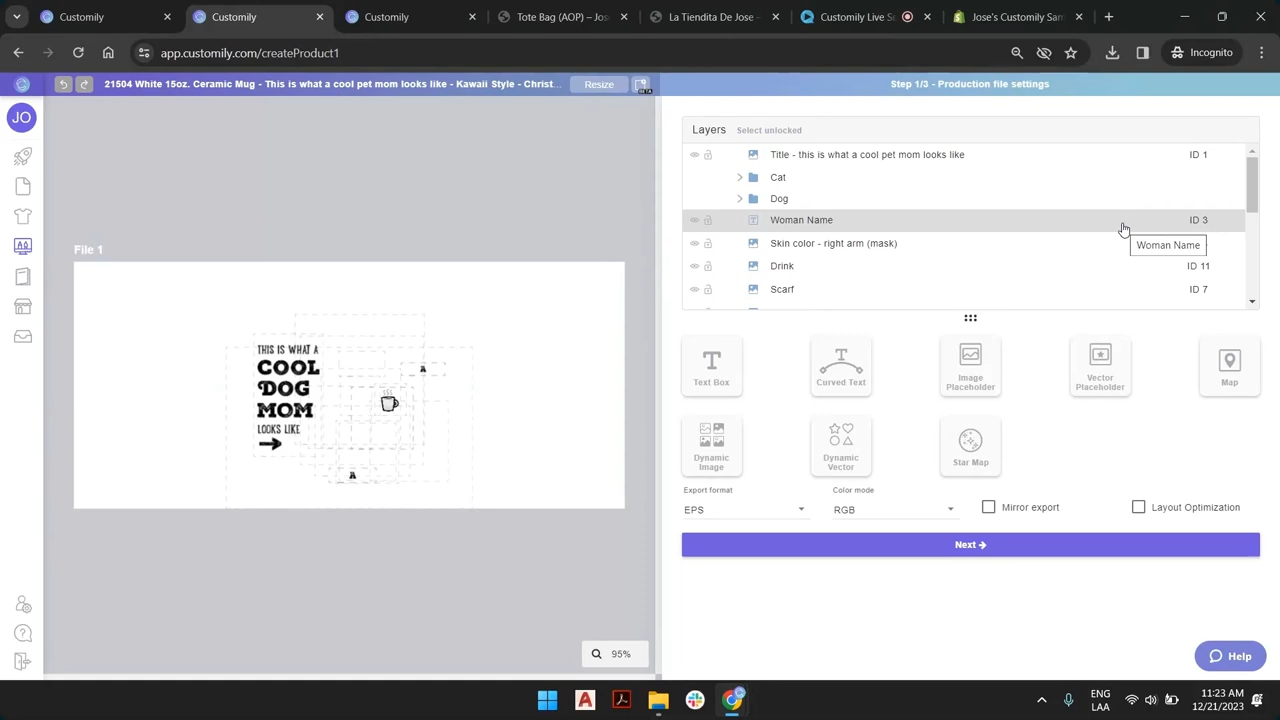 Customily
Customily
Customily
Tote Bag (AOP) – Jos
La Tiendita De Jose –
Customily Live S
Jose's Customily Sam
app.customily.com/createProduct1
Incognito
21504 White 15oz. Ceramic Mug - This is what a cool pet mom looks like - Kawaii Style - Christ...
Resize
BETA
Step 1/3 - Production file settings
JO
Layers
Select unlocked
Title - this is what a cool pet mom looks like
ID 1
Cat
Dog
Woman Name
ID 3
Skin color - right arm (mask)
Woman Name
Drink
ID 11
Scarf
ID 7
File 1
THIS IS WHAT A
COOL
DOG
MOM
LOOKS LIKE
A
A
Text Box
Curved Text
Image
Placeholder
Vector
Placeholder
Map
Dynamic
Image
Dynamic
Vector
Star Map
Export format
EPS
Color mode
RGB
Mirror export
Layout Optimization
Next
95%
Help
ENG
LAA
11:23 AM
12/21/2023